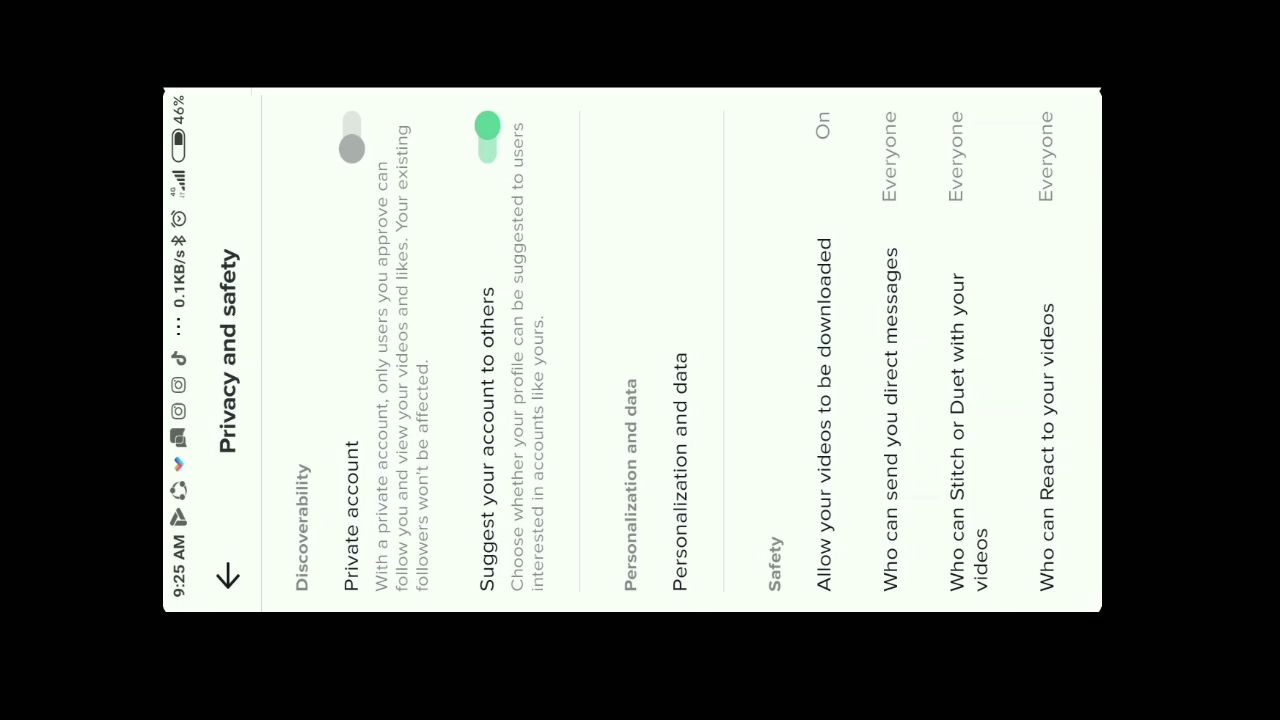 9:25 AM ... 0.1KB/s 4G 46%
Privacy and safety
Discoverability
Private account
With a private account, only users you approve can
follow you and view your videos and likes. Your existing
followers won't be affected.
Suggest your account to others
Choose whether your profile can be suggested to users
interested in accounts like yours.
Personalization and data
Personalization and data
Safety
Allow your videos to be downloaded On
Who can send you direct messages Everyone
Who can Stitch or Duet with your Everyone
videos
Who can React to your videos Everyone